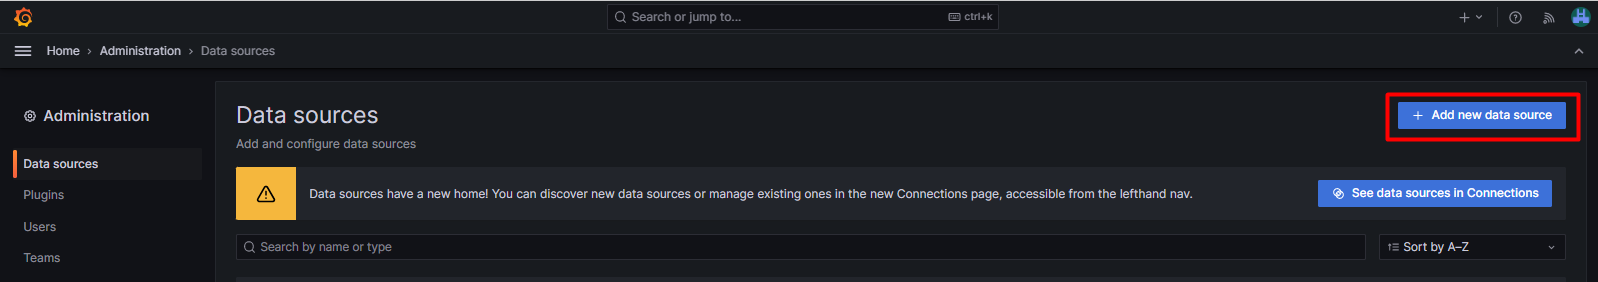 Search or jump to... ctrl+k
Home › Administration › Data sources
Administration
Data sources
Plugins
Users
Teams
Data sources
Add and configure data sources
+ Add new data source
Data sources have a new home! You can discover new data sources or manage existing ones in the new Connections page, accessible from the lefthand nav.
See data sources in Connections
Search by name or type
Sort by A–Z